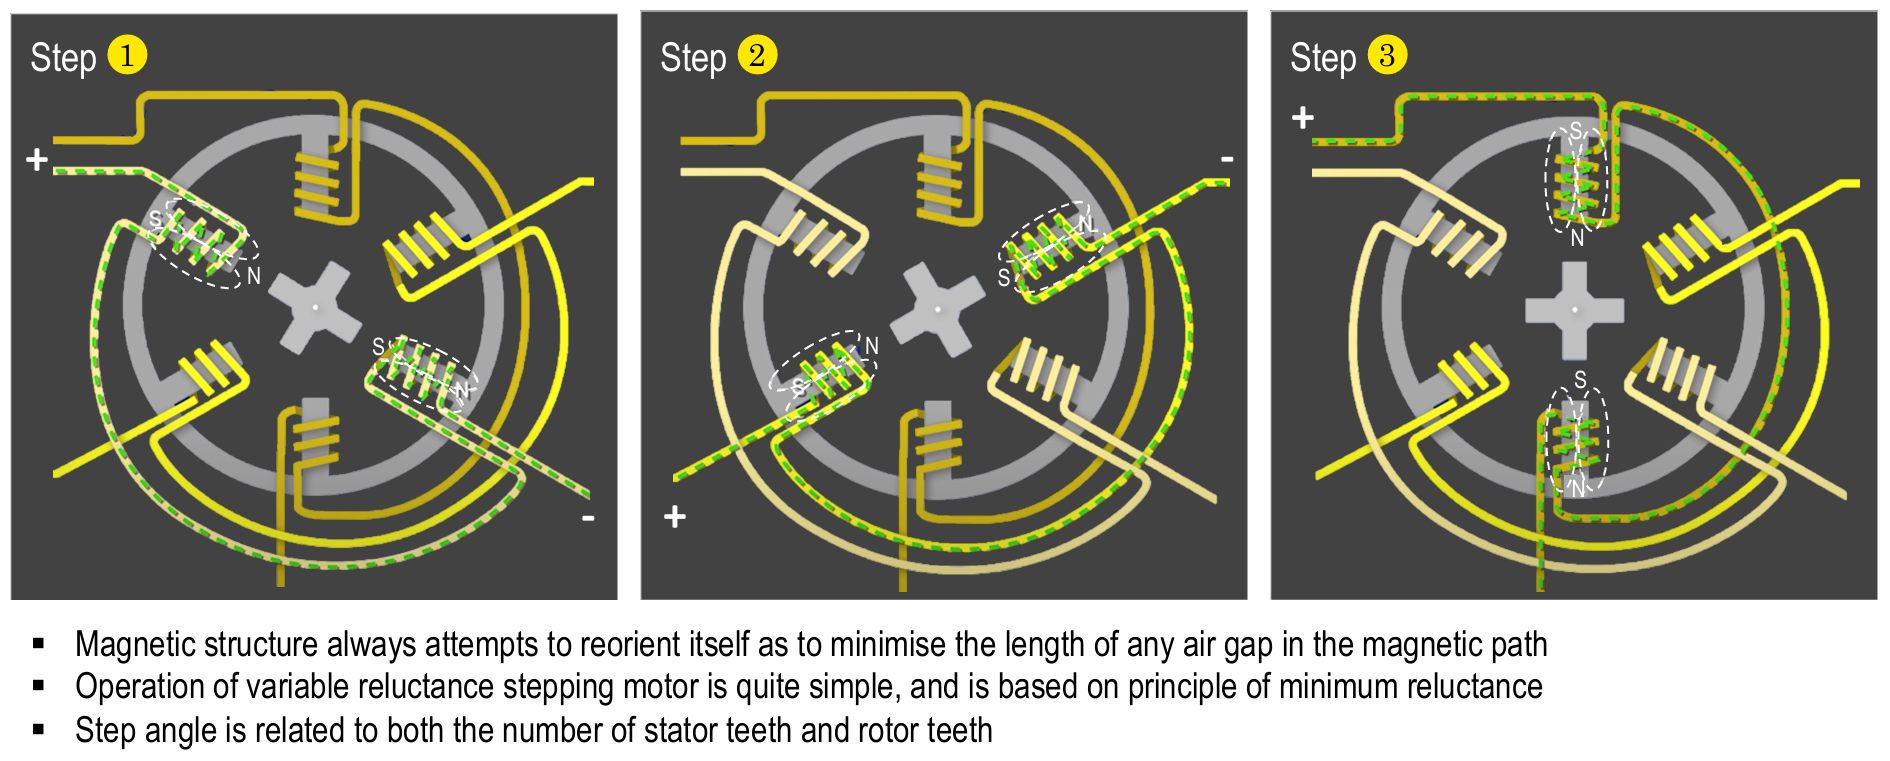 Step 1
+
S
N
S
N
-
Step 2
-
N
S
N
S
+
Step 3
+
S
N
S
N
▪ Magnetic structure always attempts to reorient itself as to minimise the length of any air gap in the magnetic path
▪ Operation of variable reluctance stepping motor is quite simple, and is based on principle of minimum reluctance
▪ Step angle is related to both the number of stator teeth and rotor teeth